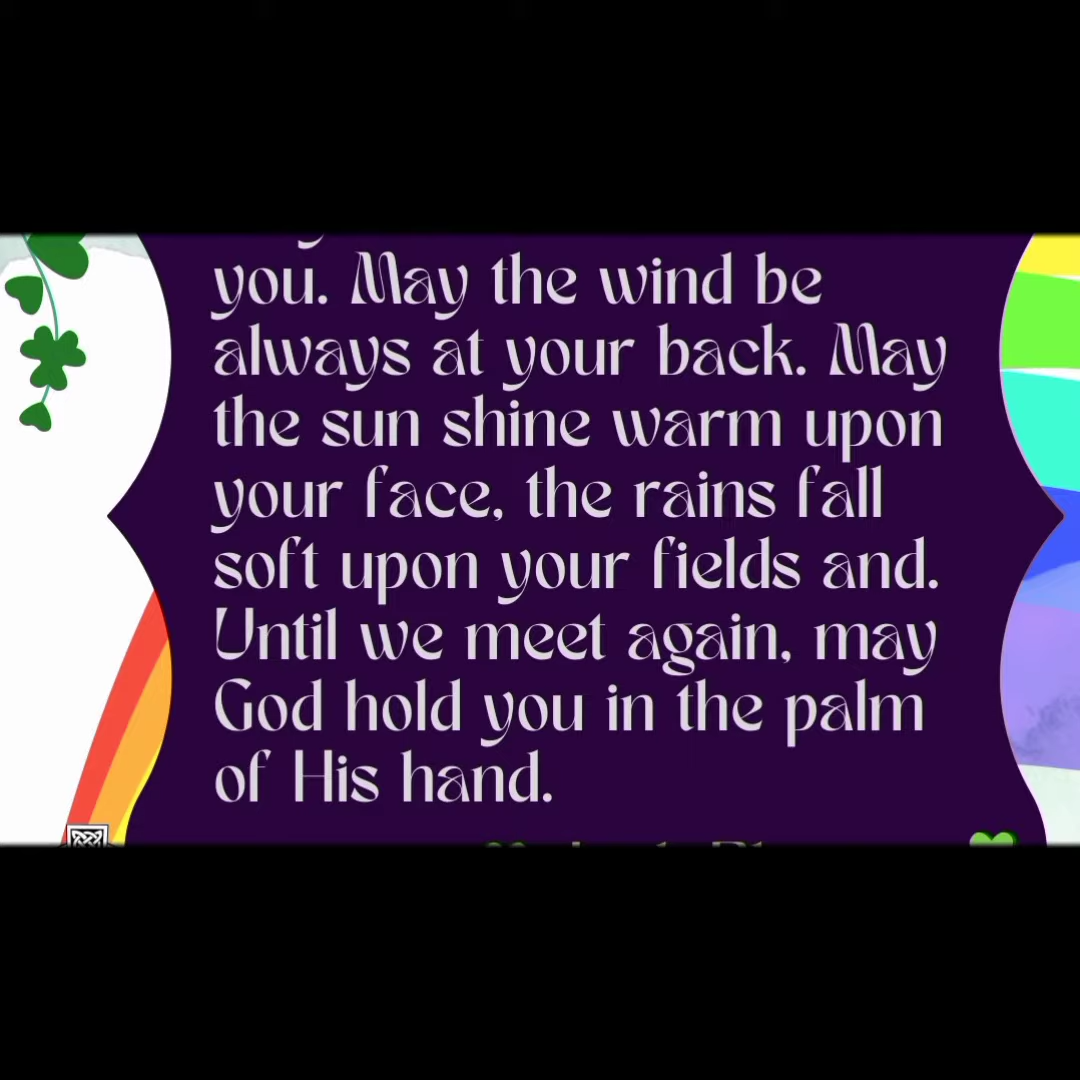 you. May the wind be
always at your back. May
the sun shine warm upon
your face, the rains fall
soft upon your fields and.
Until we meet again, may
God hold you in the palm
of His hand.